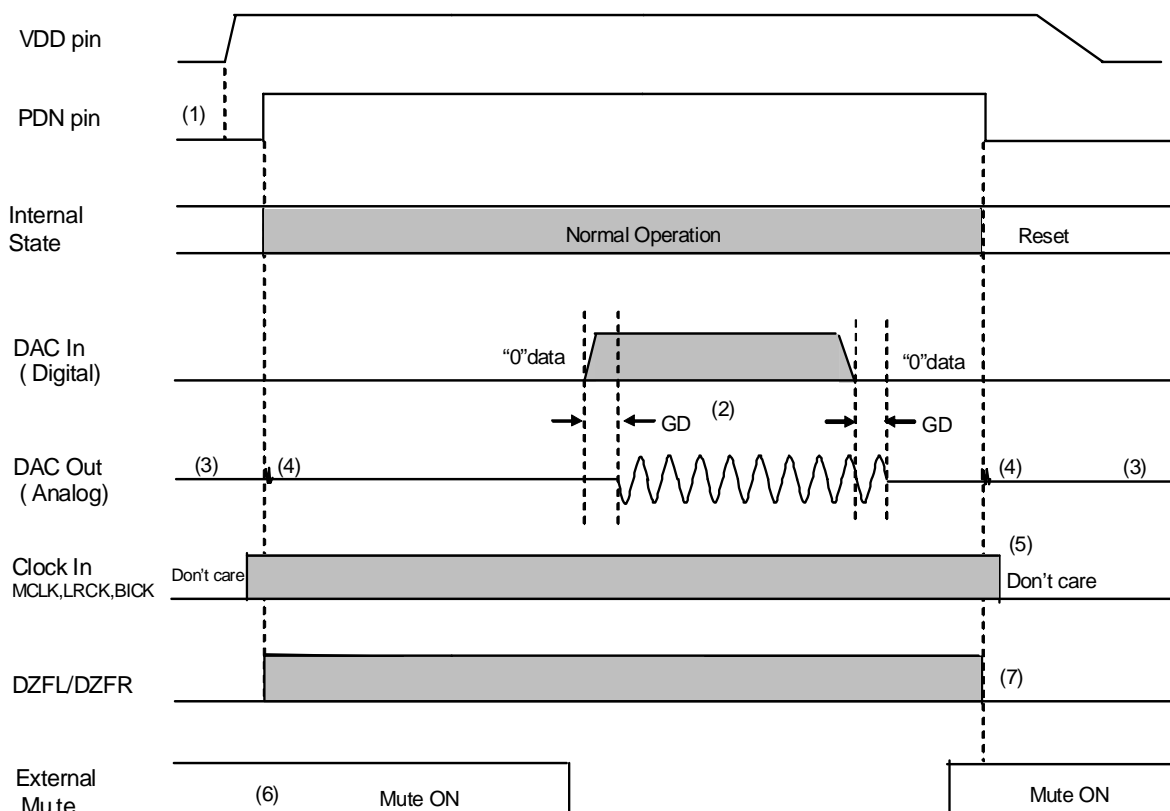 VDD pin
PDN pin
(1)
Internal
State
Normal Operation
Reset
DAC In
( Digital)
“0”data
“0”data
(2)
GD
GD
DAC Out
( Analog)
(3)
(4)
(4)
(3)
Clock In
MCLK,LRCK,BICK
Don’t care
(5)
Don’t care
DZFL/DZFR
(7)
External
Mute
(6)
Mute ON
Mute ON